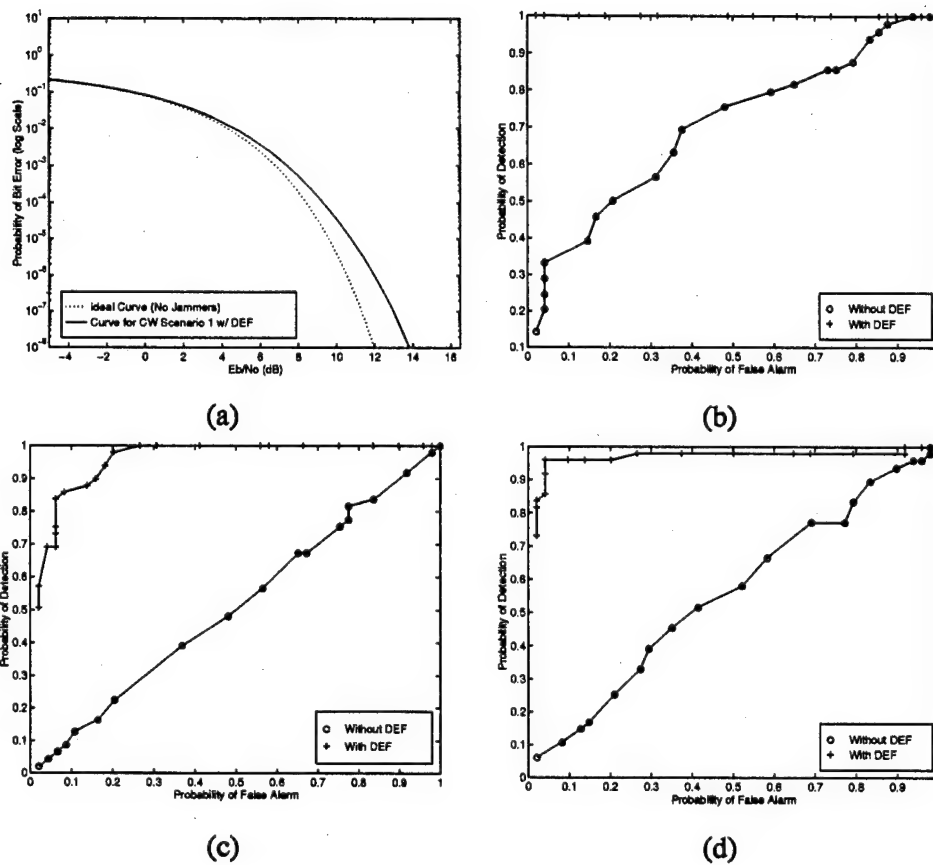 10^1
10^0
10^-1
10^-2
10^-3
10^-4
10^-5
10^-6
10^-7
10^-8
Probability of Bit Error (log Scale)
Ideal Curve (No Jammers)
Curve for CW Scenario 1 w/ DEF
-4 -2 0 2 4 6 8 10 12 14 16
Eb/No (dB)
(a)
1
0.9
0.8
0.7
0.6
0.5
0.4
0.3
0.2
0.1
Probability of Detection
Without DEF
With DEF
0 0.1 0.2 0.3 0.4 0.5 0.6 0.7 0.8 0.9
Probability of False Alarm
(b)
1
0.9
0.8
0.7
0.6
0.5
0.4
0.3
0.2
0.1
0
Probability of Detection
Without DEF
With DEF
0 0.1 0.2 0.3 0.4 0.5 0.6 0.7 0.8 0.9 1
Probability of False Alarm
(c)
1
0.9
0.8
0.7
0.6
0.5
0.4
0.3
0.2
0.1
0
Probability of Detection
Without DEF
With DEF
0 0.1 0.2 0.3 0.4 0.5 0.6 0.7 0.8 0.9
Probability of False Alarm
(d)